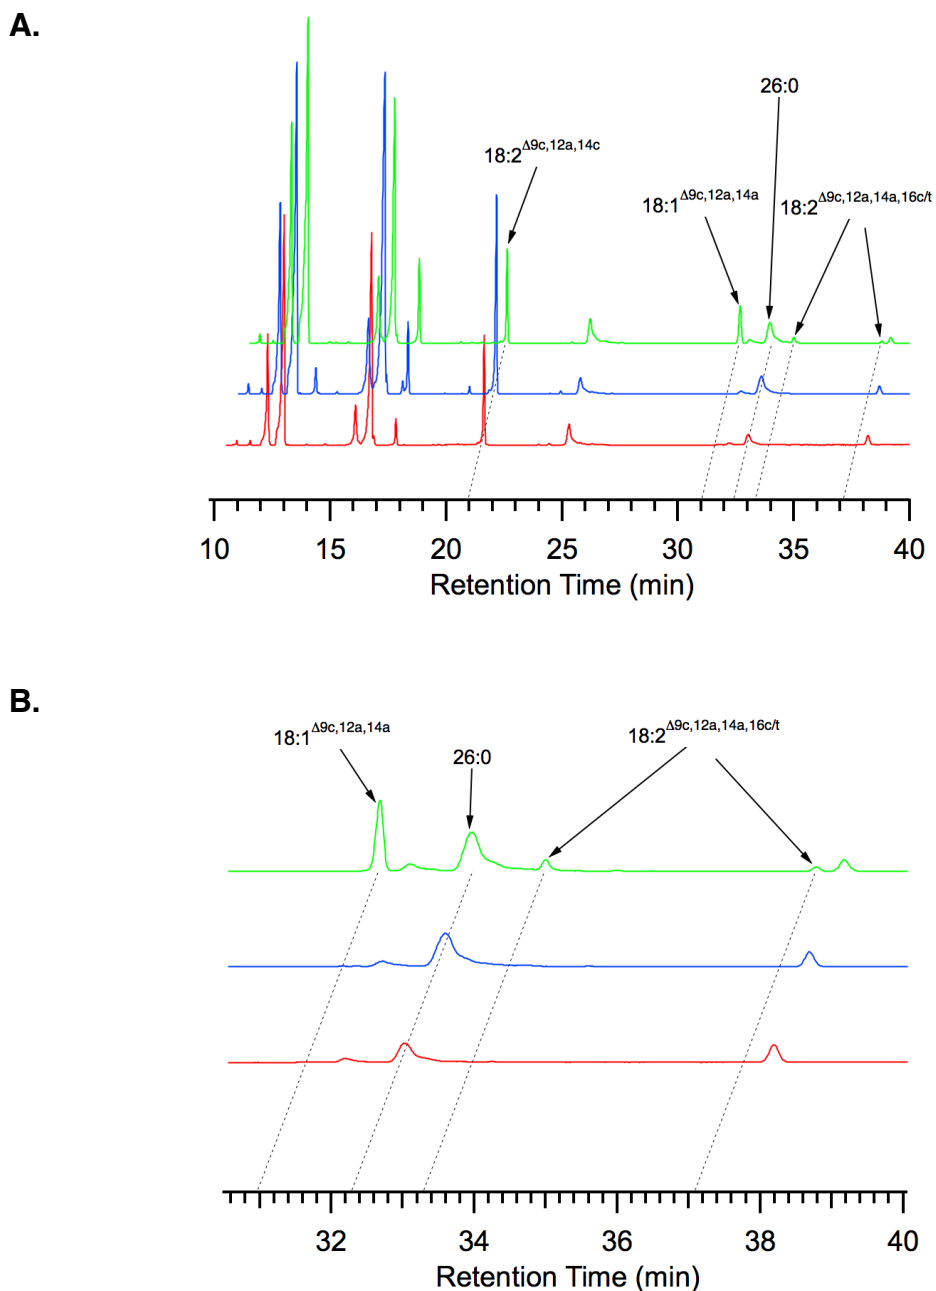 A.
26:0
18:2Δ9c,12a,14c
18:1Δ9c,12a,14a
18:2Δ9c,12a,14a,16c/t
10 15 20 25 30 35 40
Retention Time (min)
B.
18:1Δ9c,12a,14a
26:0
18:2Δ9c,12a,14a,16c/t
32 34 36 38 40
Retention Time (min)